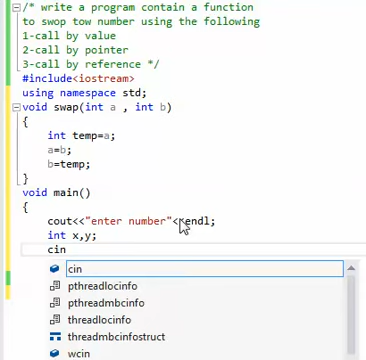 /* write a program contain a function
to swop tow number using the following
1-call by value
2-call by pointer
3-call by reference */
#include<iostream>
using namespace std;
void swap(int a , int b)
{
int temp=a;
a=b;
b=temp;
}
void main()
{
cout<<"enter number"<<endl;
int x,y;
cin
cin
pthreadlocinfo
pthreadmbcinfo
threadlocinfo
threadmbcinfostruct
wcin